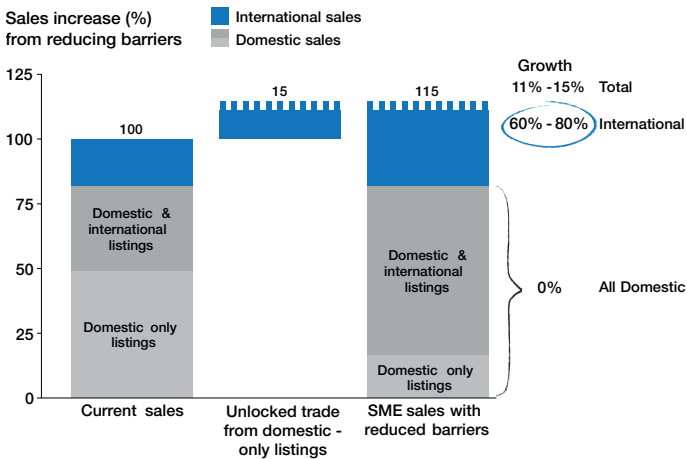 Sales increase (%)
from reducing barriers
International sales
Domestic sales
Growth
11% -15% Total
60% - 80% International
0% All Domestic
125
100
75
50
25
0
100
15
115
Domestic &
international
listings
Domestic only
listings
Domestic &
international
listings
Domestic only
listings
Current sales
Unlocked trade
from domestic -
only listings
SME sales with
reduced barriers